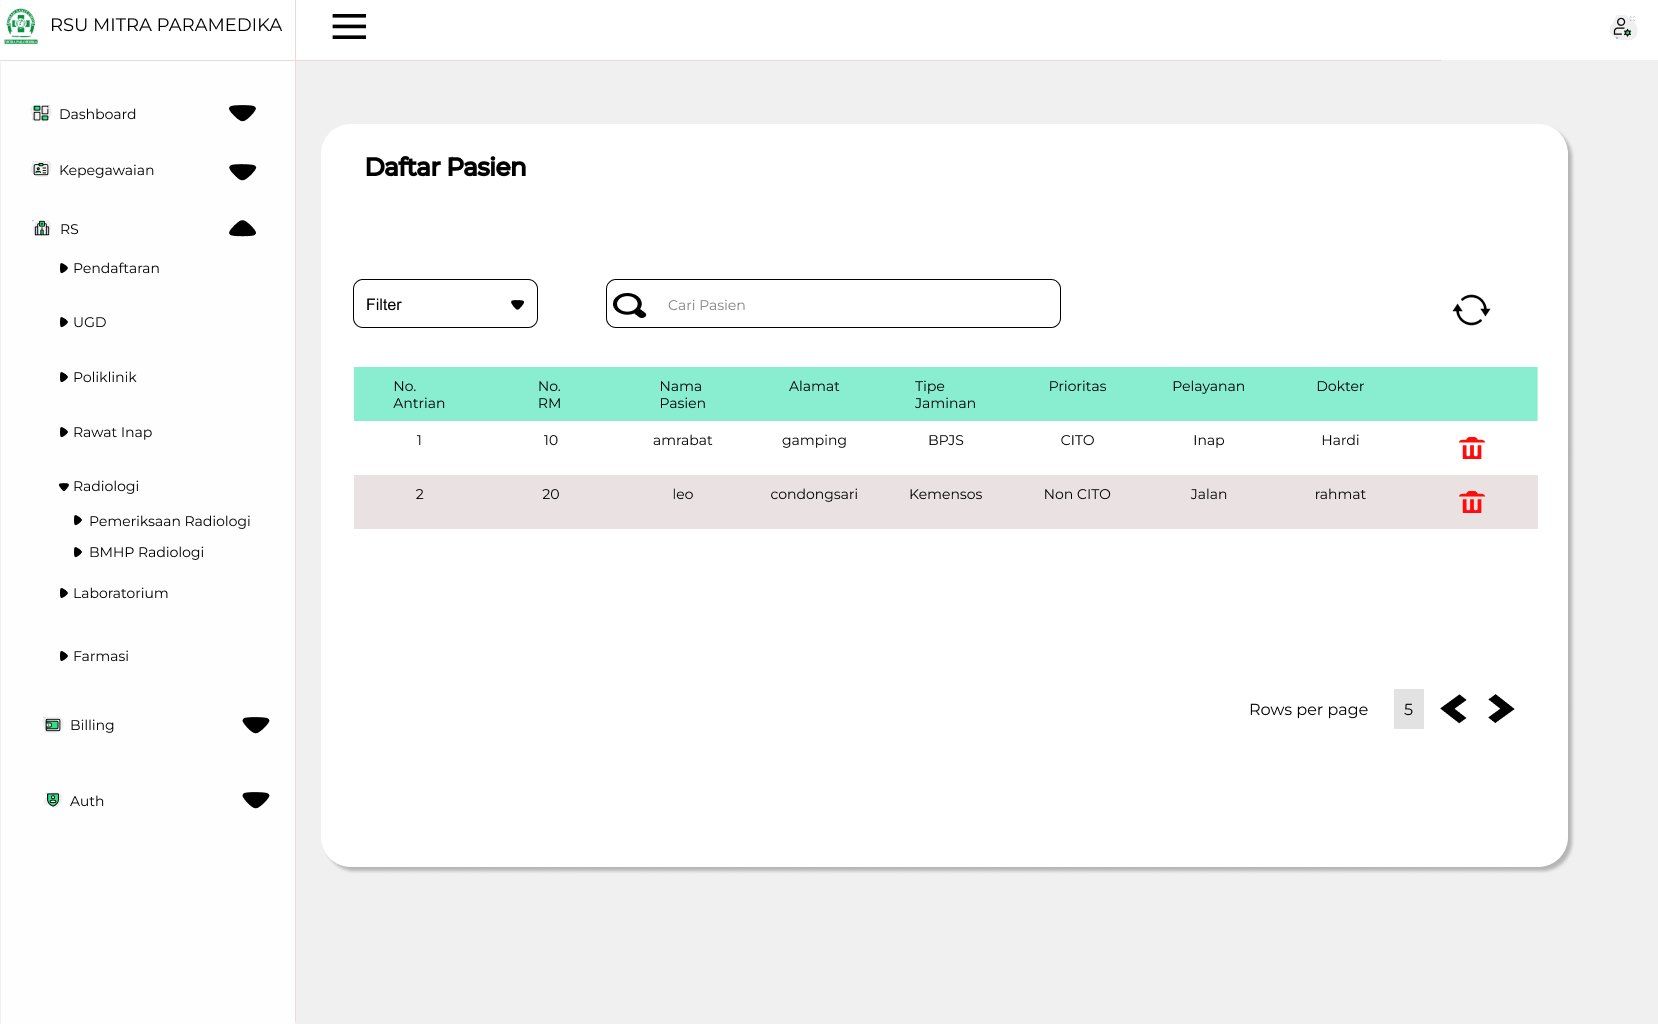 RSU MITRA PARAMEDIKA
Dashboard
Kepegawaian
RS
Pendaftaran
UGD
Poliklinik
Rawat Inap
Radiologi
Pemeriksaan Radiologi
BMHP Radiologi
Laboratorium
Farmasi
Billing
Auth
Daftar Pasien
Filter
Cari Pasien
No. Antrian No. RM Nama Pasien Alamat Tipe Jaminan Prioritas Pelayanan Dokter
1 10 amrabat gamping BPJS CITO Inap Hardi
2 20 leo condongsari Kemensos Non CITO Jalan rahmat
Rows per page 5